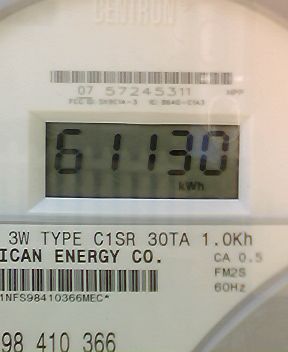 CENTRON
07 57245311
61130
kWh
3W TYPE C1SR 30TA 1.0Kh
ICAN ENERGY CO. CA 0.5
FM2S
60Hz
1NFS98410366MEC*
98 410 366